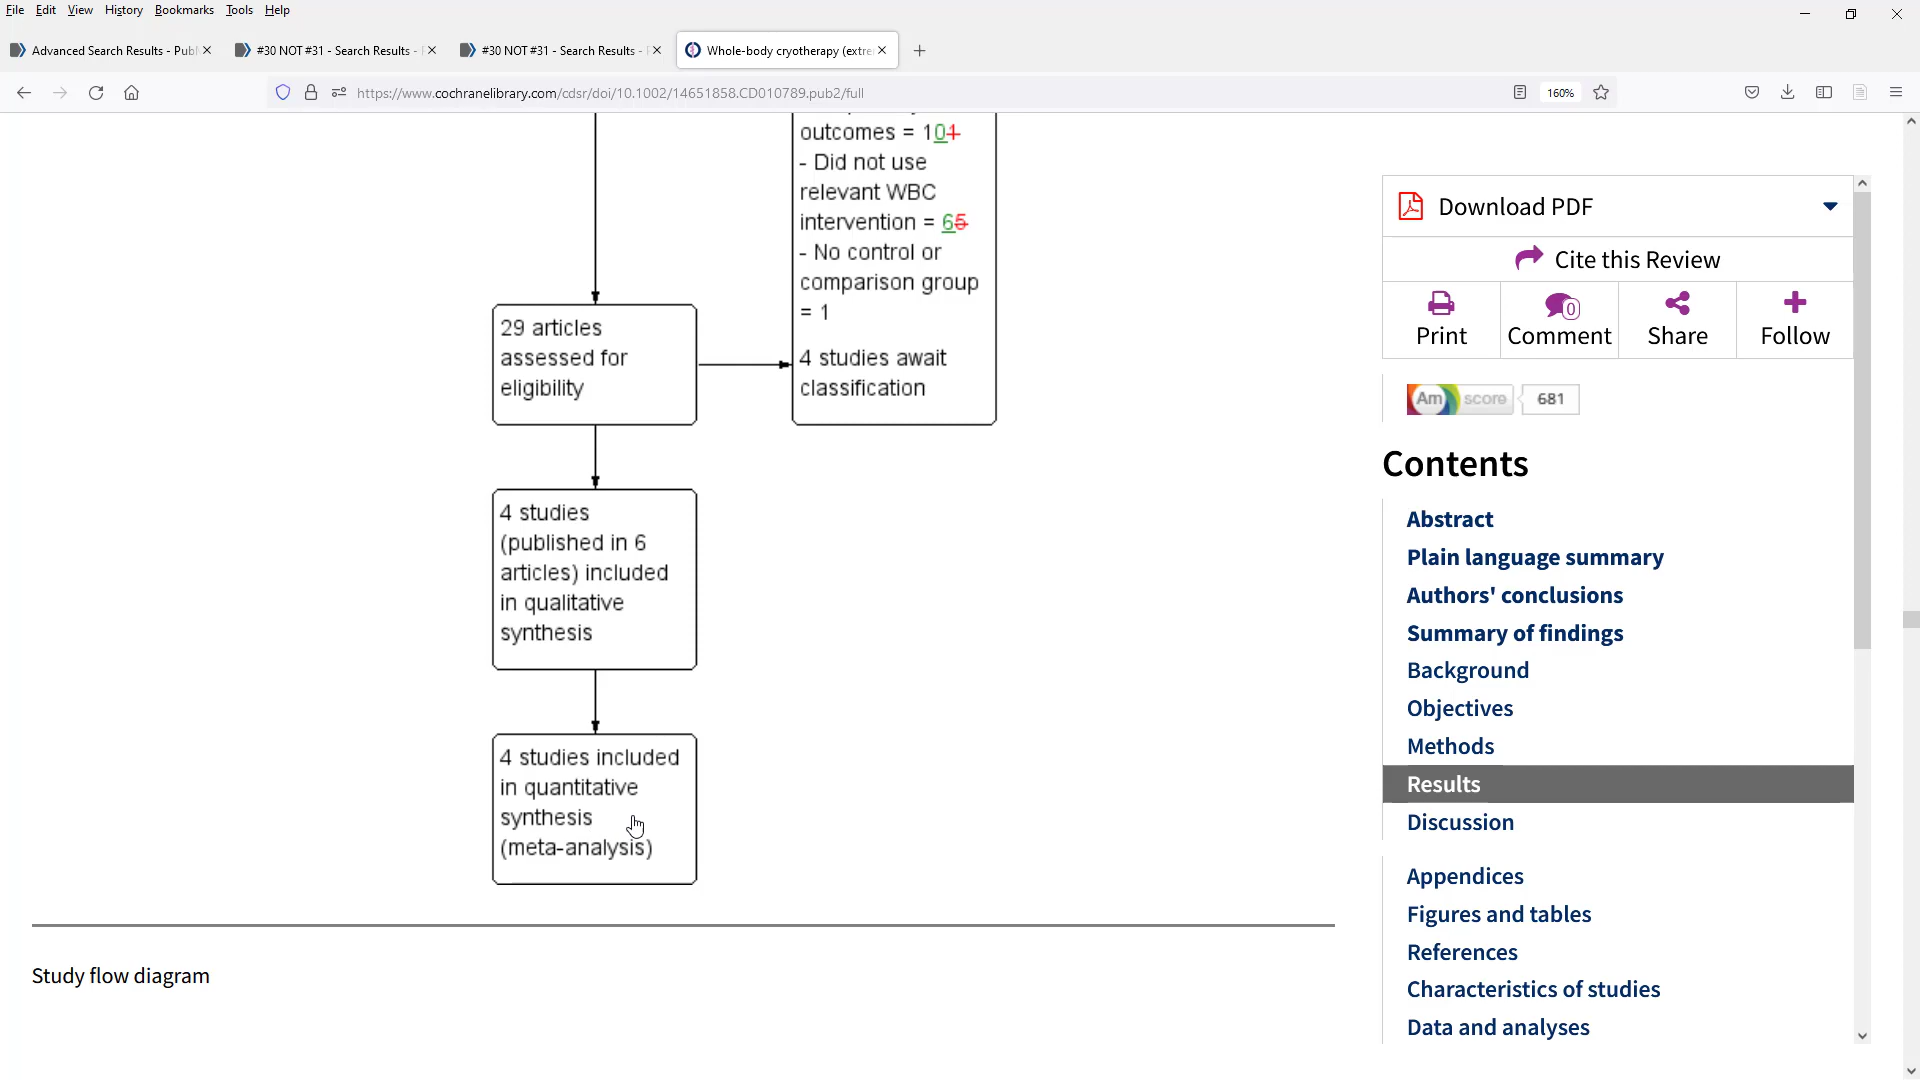 File Edit View History Bookmarks Tools Help
Advanced Search Results - Pub
#30 NOT #31 - Search Results -
#30 NOT #31 - Search Results -
Whole-body cryotherapy (extre
https://www.cochranelibrary.com/cdsr/doi/10.1002/14651858.CD010789.pub2/full
160%
outcomes = 101
- Did not use
relevant WBC
intervention = 65
- No control or
comparison group
= 1
4 studies await
classification
29 articles
assessed for
eligibility
4 studies
(published in 6
articles) included
in qualitative
synthesis
4 studies included
in quantitative
synthesis
(meta-analysis)
Study flow diagram
Download PDF
Cite this Review
0
Print Comment Share Follow
Am score 681
Contents
Abstract
Plain language summary
Authors' conclusions
Summary of findings
Background
Objectives
Methods
Results
Discussion
Appendices
Figures and tables
References
Characteristics of studies
Data and analyses